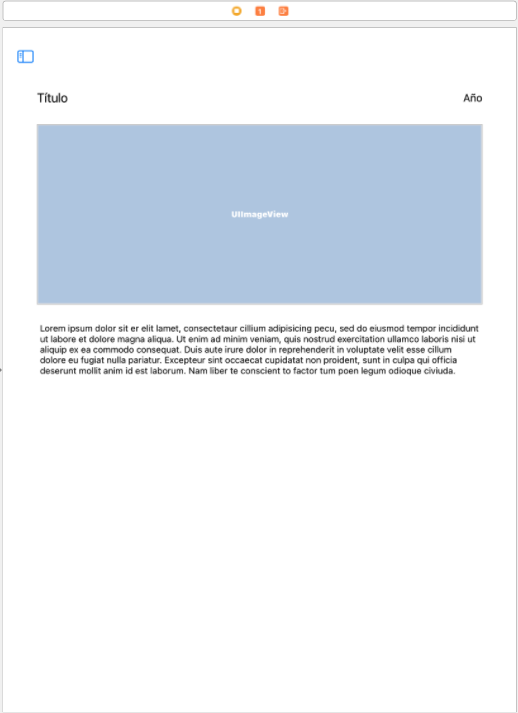 1
Título
Año
UIImageView
Lorem ipsum dolor sit er elit lamet, consectetaur cillium adipisicing pecu, sed do eiusmod tempor incididunt
ut labore et dolore magna aliqua. Ut enim ad minim veniam, quis nostrud exercitation ullamco laboris nisi ut
aliquip ex ea commodo consequat. Duis aute irure dolor in reprehenderit in voluptate velit esse cillum
dolore eu fugiat nulla pariatur. Excepteur sint occaecat cupidatat non proident, sunt in culpa qui officia
deserunt mollit anim id est laborum. Nam liber te conscient to factor tum poen legum odioque civiuda.